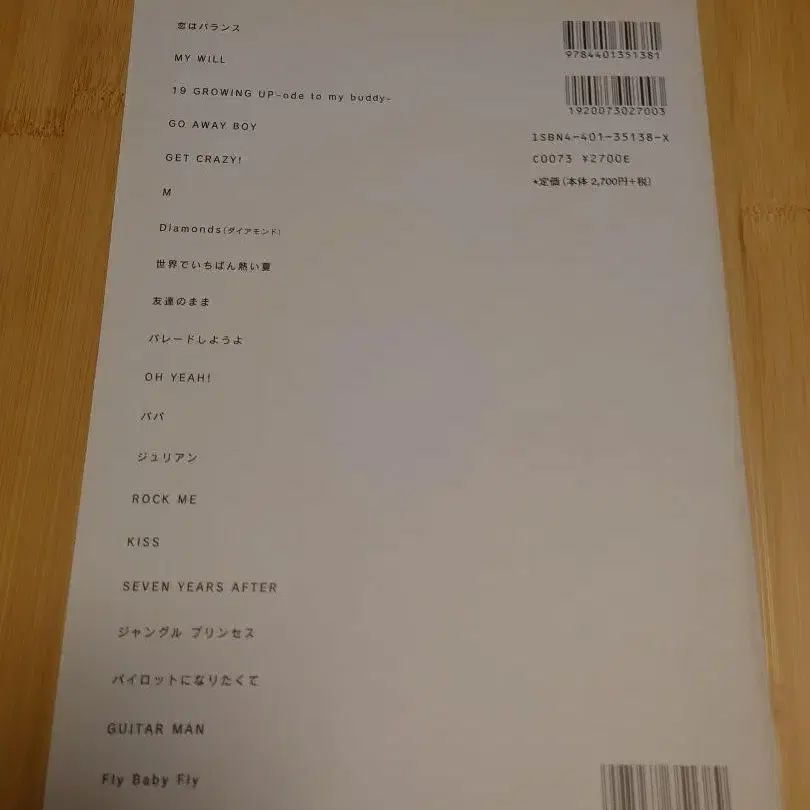 恋はバランス
MY WILL
19 GROWING UP-ode to my buddy-
GO AWAY BOY
GET CRAZY!
M
Diamonds(ダイアモンド)
世界でいちばん熱い夏
友達のまま
パレードしようよ
OH YEAH!
パパ
ジュリアン
ROCK ME
KISS
SEVEN YEARS AFTER
ジャングル プリンセス
パイロットになりたくて
GUITAR MAN
Fly Baby Fly
9784401351381
1920073027003
ISBN4-401-35138-X
C0073 ¥2700E
★定価(本体 2,700円+税)